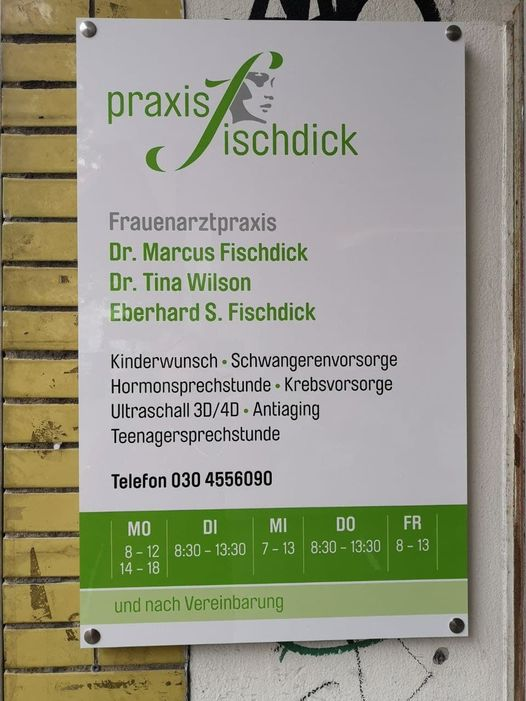 praxis
fischdick
Frauenarztpraxis
Dr. Marcus Fischdick
Dr. Tina Wilson
Eberhard S. Fischdick
Kinderwunsch • Schwangerenvorsorge
Hormonsprechstunde • Krebsvorsorge
Ultraschall 3D/4D • Antiaging
Teenagersprechstunde
Telefon 030 4556090
MO DI MI DO FR
8 – 12 8:30 – 13:30 7 – 13 8:30 – 13:30 8 – 13
14 – 18
und nach Vereinbarung